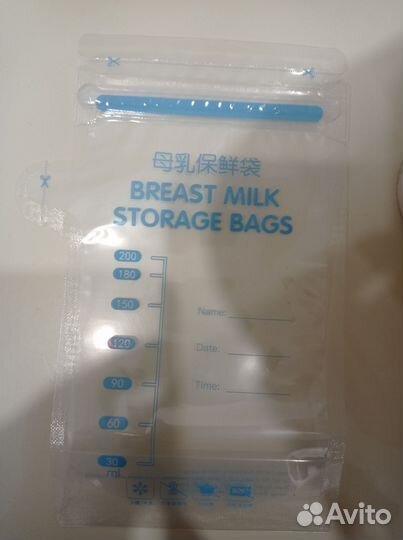 母乳保鲜袋
BREAST MILK
STORAGE BAGS
200
180
150
120
90
60
30
ml
Name:
Date:
Time:
Avito